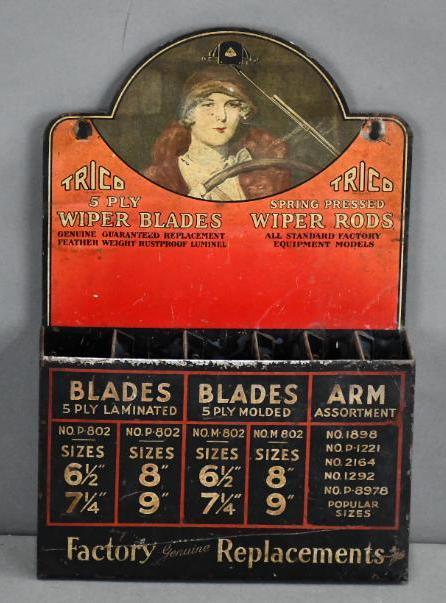 TRICO
5 PLY
WIPER BLADES
GENUINE GUARANTEED REPLACEMENT
FEATHER WEIGHT RUSTPROOF LUMINEL
TRICO
SPRING PRESSED
WIPER RODS
ALL STANDARD FACTORY
EQUIPMENT MODELS
BLADES
5 PLY LAMINATED
NO. P-802
SIZES
6½"
7¼"
NO. P-802
SIZES
8"
9"
BLADES
5 PLY MOLDED
NO. M-802
SIZES
6½"
7¼"
NO. M 802
SIZES
8"
9"
ARM
ASSORTMENT
NO. 1898
NO. P-1221
NO. 2164
NO. 1292
NO. P-8978
POPULAR
SIZES
Factory Genuine Replacements